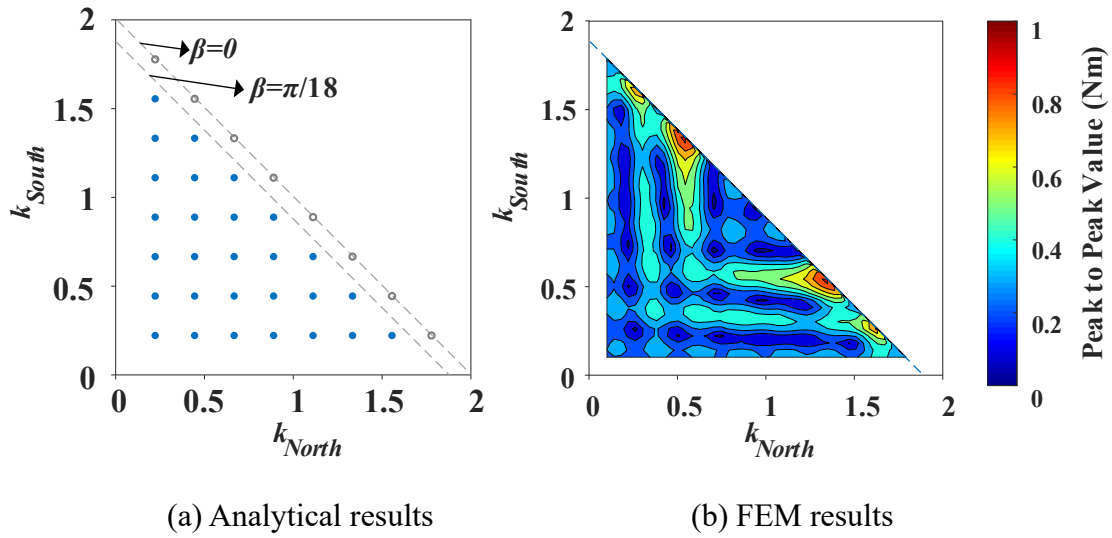 2
1.5
1
0.5
0
k_South
β=0
β=π/18
0
0.5
1
1.5
2
k_North
(a) Analytical results
2
1.5
1
0.5
0
k_South
0
0.5
1
1.5
2
k_North
(b) FEM results
1
0.8
0.6
0.4
0.2
0
Peak to Peak Value (Nm)